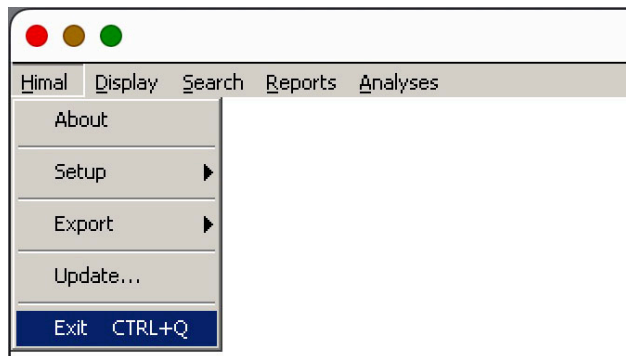 Himal Display Search Reports Analyses
About
Setup
Export
Update...
Exit CTRL+Q